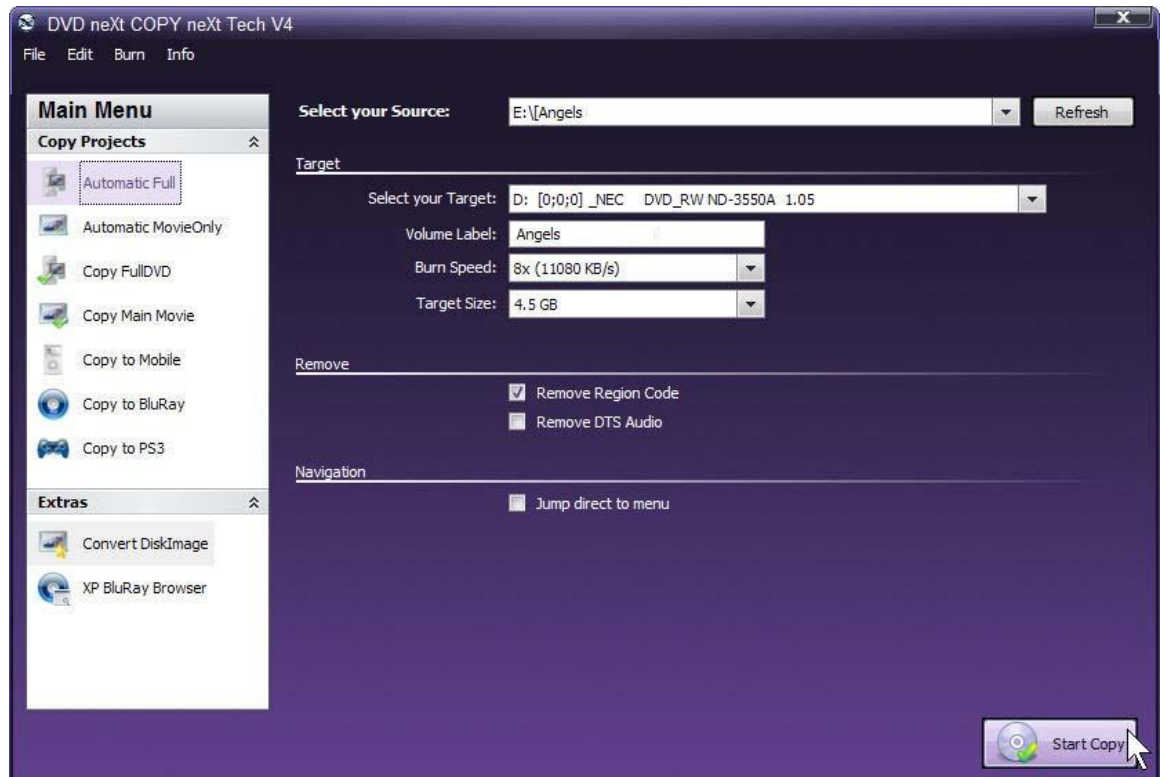 DVD neXt COPY neXt Tech V4
File Edit Burn Info
Main Menu
Copy Projects
Automatic Full
Automatic MovieOnly
Copy FullDVD
Copy Main Movie
Copy to Mobile
Copy to BluRay
Copy to PS3
Extras
Convert DiskImage
XP BluRay Browser
Select your Source: E:\[Angels Refresh
Target
Select your Target: D: [0;0;0] _NEC DVD_RW ND-3550A 1.05
Volume Label: Angels
Burn Speed: 8x (11080 KB/s)
Target Size: 4.5 GB
Remove
Remove Region Code
Remove DTS Audio
Navigation
Jump direct to menu
Start Copy